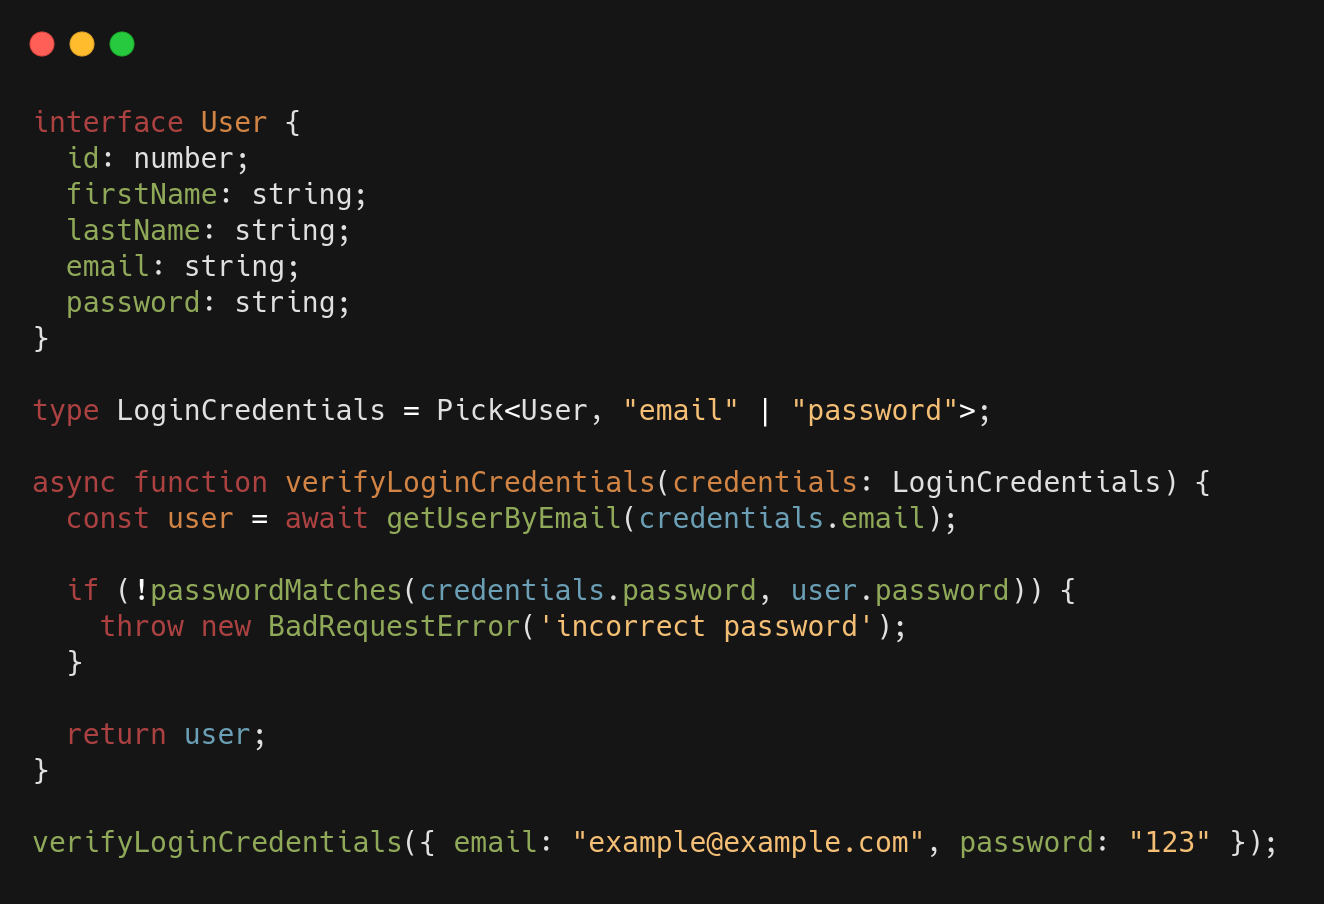 interface User {
  id: number;
  firstName: string;
  lastName: string;
  email: string;
  password: string;
}
type LoginCredentials = Pick<User, "email" | "password">;
async function verifyLoginCredentials(credentials: LoginCredentials) {
  const user = await getUserByEmail(credentials.email);
  if (!passwordMatches(credentials.password, user.password)) {
    throw new BadRequestError('incorrect password');
  }
  return user;
}
verifyLoginCredentials({ email: "example@example.com", password: "123" });